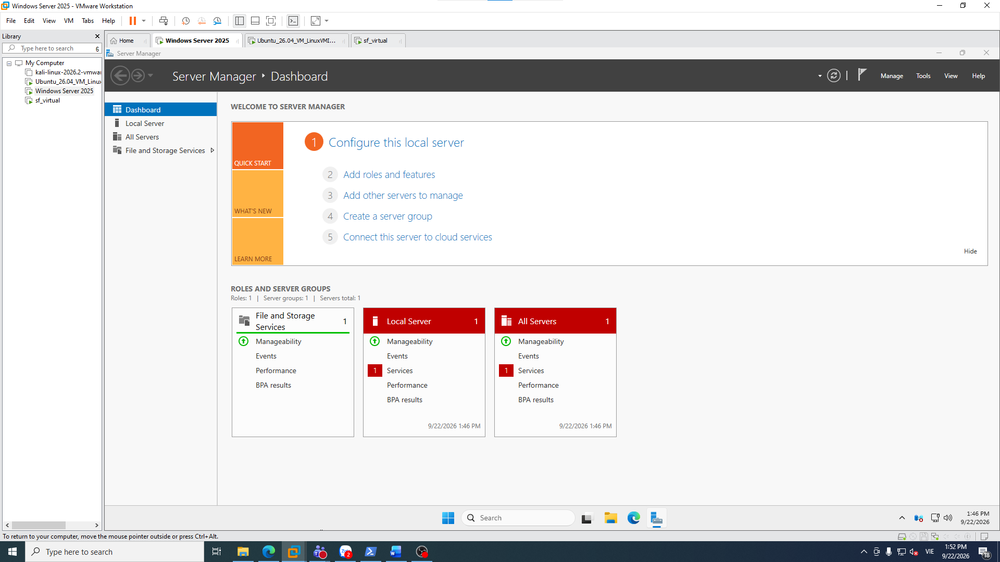 Windows Server 2025 - VMware Workstation
File Edit View VM Tabs Help
Library
Type here to search 6
My Computer
kali-linux-2026.2-vmwar
Ubuntu_26.04_VM_Linux
Windows Server 2025
sf_virtual
Home
Windows Server 2025
Ubuntu_26.04_VM_LinuxVMI...
sf_virtual
Server Manager
Server Manager Dashboard
Manage Tools View Help
Dashboard
Local Server
All Servers
File and Storage Services
WELCOME TO SERVER MANAGER
QUICK START
WHAT'S NEW
LEARN MORE
1 Configure this local server
2 Add roles and features
3 Add other servers to manage
4 Create a server group
5 Connect this server to cloud services
Hide
ROLES AND SERVER GROUPS
Roles: 1 | Server groups: 1 | Servers total: 1
File and Storage
Services 1
Manageability
Events
Performance
BPA results
Local Server 1
Manageability
Events
1 Services
Performance
BPA results
9/22/2026 1:46 PM
All Servers 1
Manageability
Events
1 Services
Performance
BPA results
9/22/2026 1:46 PM
Search
1:46 PM
9/22/2026
To return to your computer, move the mouse pointer outside or press Ctrl+Alt.
Type here to search
2
VIE
1:52 PM
9/22/2026
18